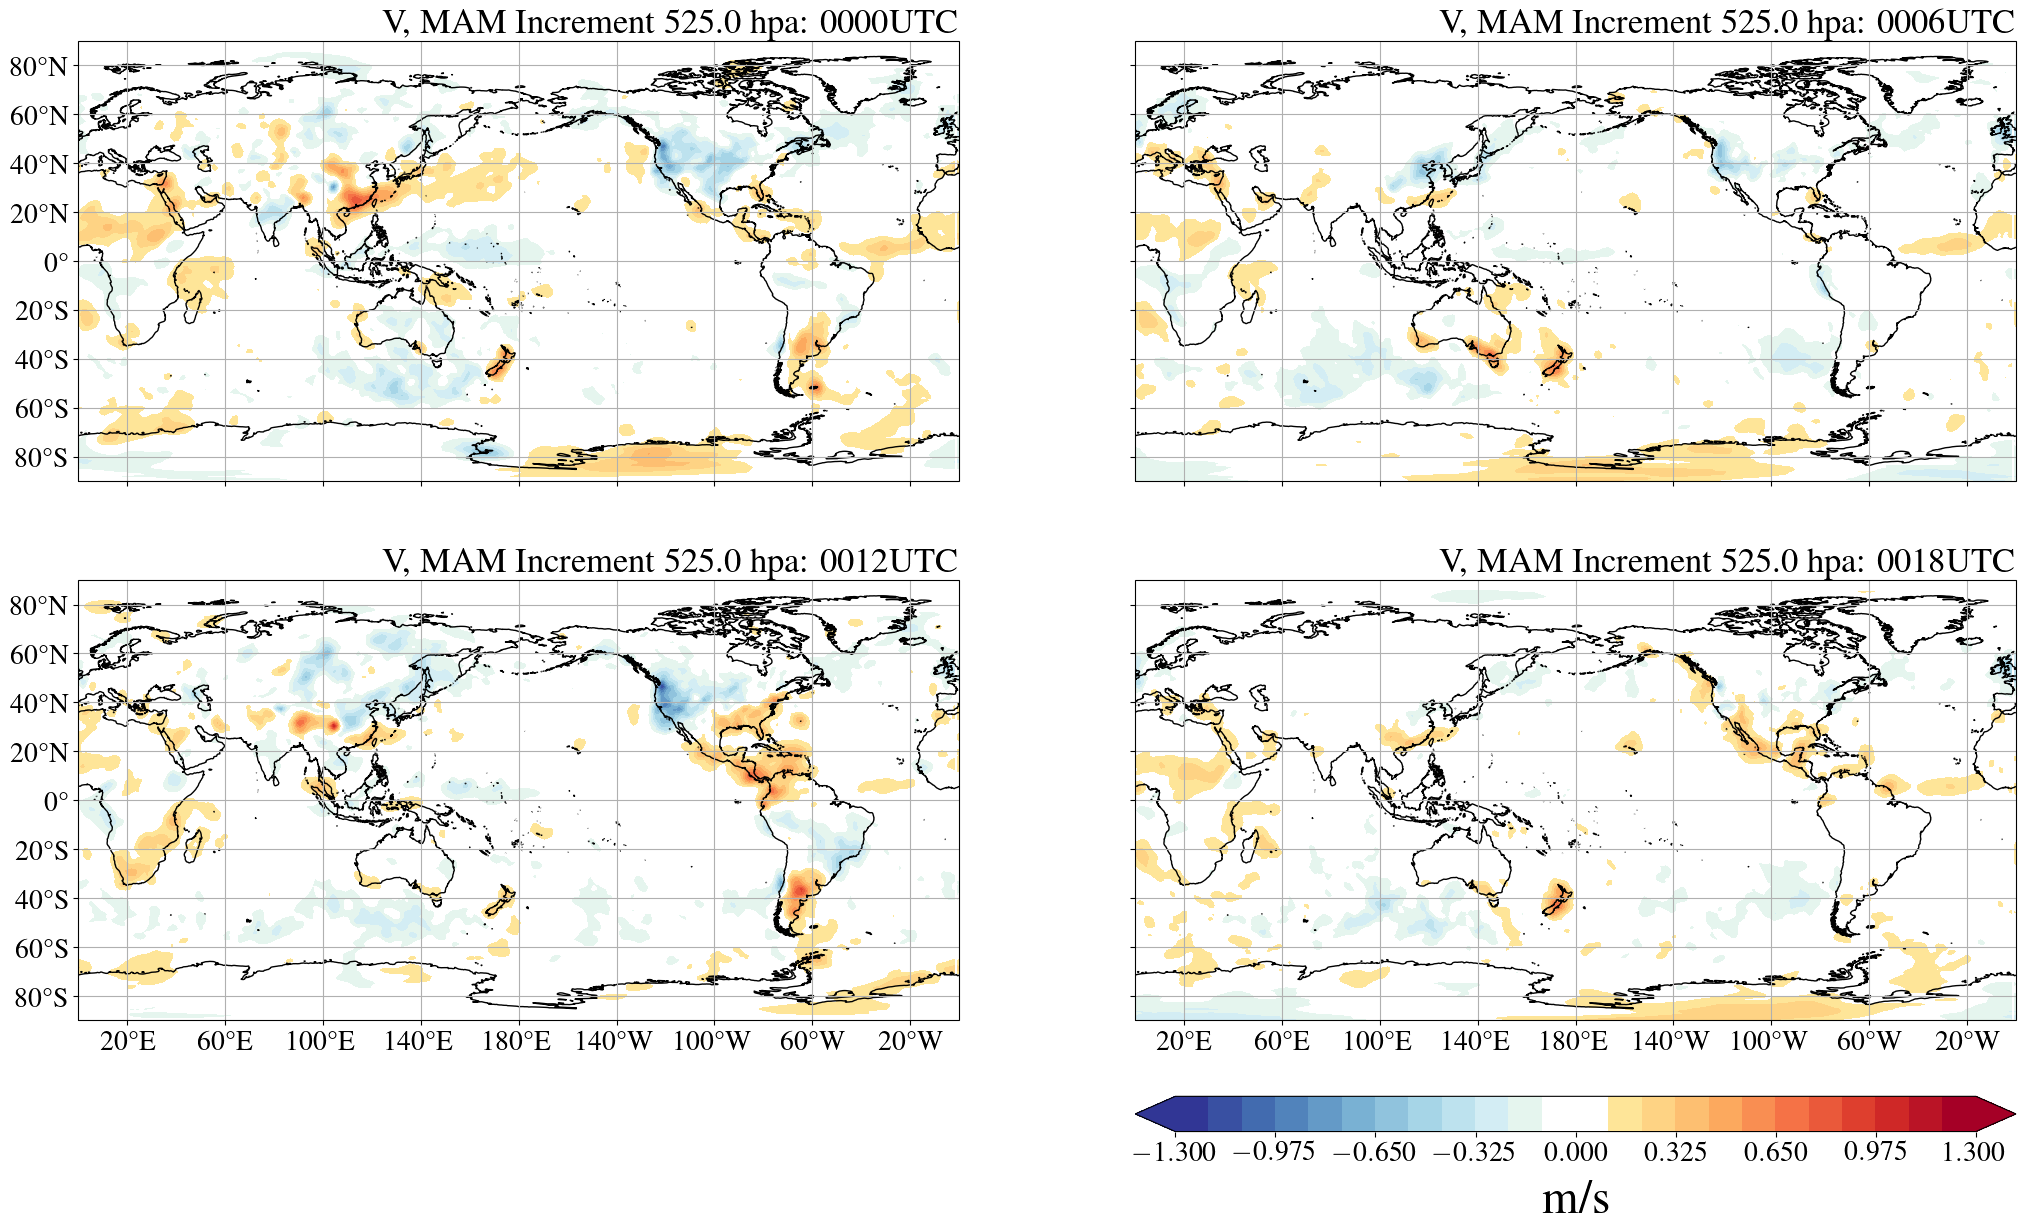 V, MAM Increment 525.0 hpa: 0000UTC
V, MAM Increment 525.0 hpa: 0006UTC
80°N
60°N
40°N
20°N
0°
20°S
40°S
60°S
80°S
V, MAM Increment 525.0 hpa: 0012UTC
V, MAM Increment 525.0 hpa: 0018UTC
80°N
60°N
40°N
20°N
0°
20°S
40°S
60°S
80°S
20°E 60°E 100°E 140°E 180°E 140°W 100°W 60°W 20°W
20°E 60°E 100°E 140°E 180°E 140°W 100°W 60°W 20°W
−1.300 −0.975 −0.650 −0.325 0.000 0.325 0.650 0.975 1.300
m/s